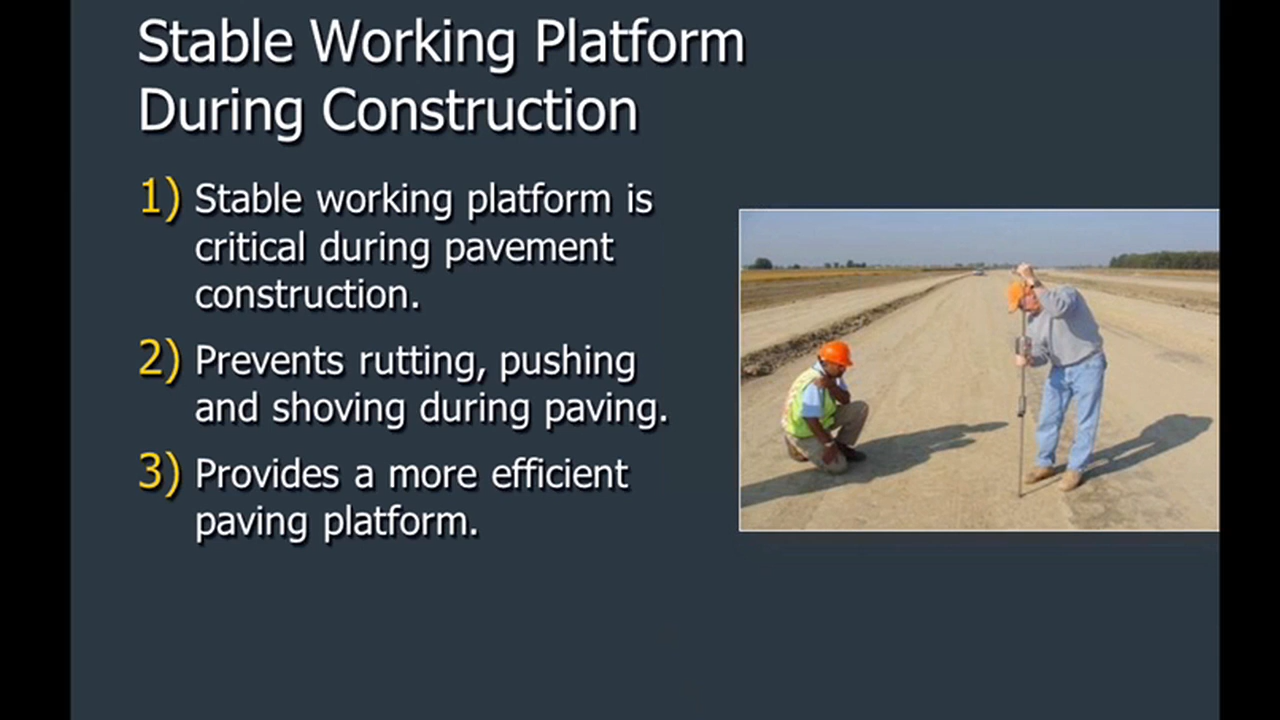 Stable Working Platform
During Construction
1) Stable working platform is
critical during pavement
construction.
2) Prevents rutting, pushing
and shoving during paving.
3) Provides a more efficient
paving platform.